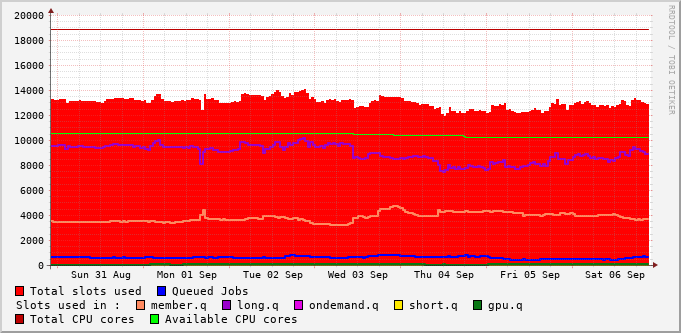 RRDTOOL / TOBI OETIKER
20000
18000
16000
14000
12000
10000
8000
6000
4000
2000
0
Sun 31 Aug Mon 01 Sep Tue 02 Sep Wed 03 Sep Thu 04 Sep Fri 05 Sep Sat 06 Sep
Total slots used Queued Jobs
Slots used in : member.q long.q ondemand.q short.q gpu.q
Total CPU cores Available CPU cores